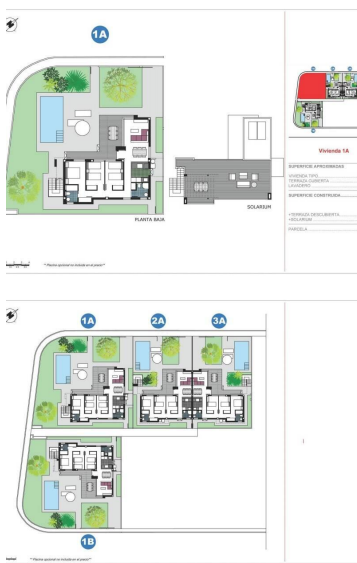 1A
Vivienda 1A
SUPERFICIE APROXIMADAS
VIVIENDA TIPO
TERRAZA CUBIERTA
LAVADERO
SUPERFICIE CONSTRUIDA
+TERRAZA DESCUBIERTA
+SOLARIUM
PARCELA
SOLARIUM
PLANTA BAJA
** Piscina opcional no incluida en el precio **
1A
2A
3A
1B
** Piscina opcional no incluida en el precio **